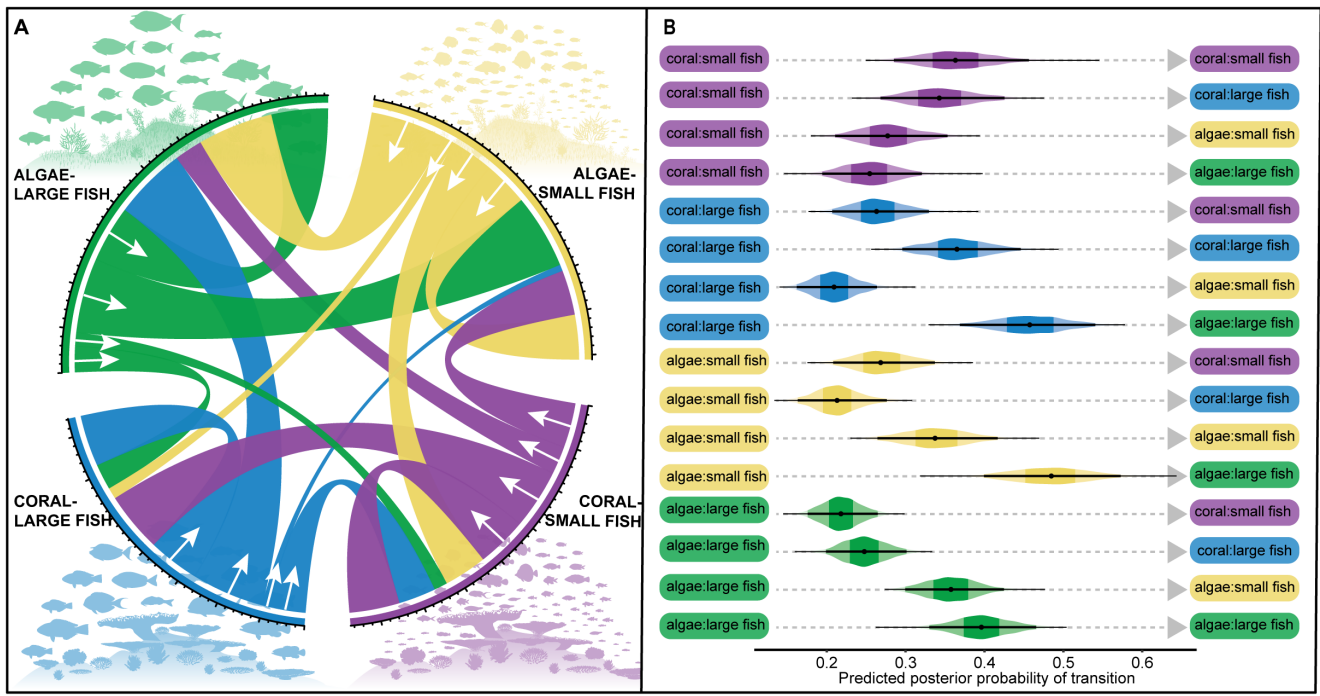 A
ALGAE-
LARGE FISH
ALGAE-
SMALL FISH
CORAL-
LARGE FISH
CORAL-
SMALL FISH
B
coral:small fish coral:small fish
coral:small fish coral:large fish
coral:small fish algae:small fish
coral:small fish algae:large fish
coral:large fish coral:small fish
coral:large fish coral:large fish
coral:large fish algae:small fish
coral:large fish algae:large fish
algae:small fish coral:small fish
algae:small fish coral:large fish
algae:small fish algae:small fish
algae:small fish algae:large fish
algae:large fish coral:small fish
algae:large fish coral:large fish
algae:large fish algae:small fish
algae:large fish algae:large fish
0.2 0.3 0.4 0.5 0.6
Predicted posterior probability of transition